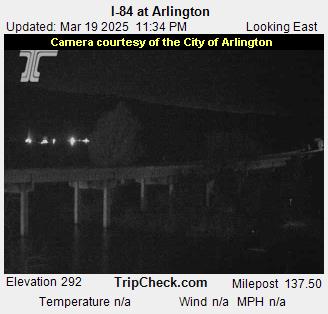 I-84 at Arlington
Updated: Mar 19 2025 11:34 PM Looking East
Camera courtesy of the City of Arlington
Elevation 292 TripCheck.com Milepost 137.50
Temperature n/a Wind n/a MPH n/a